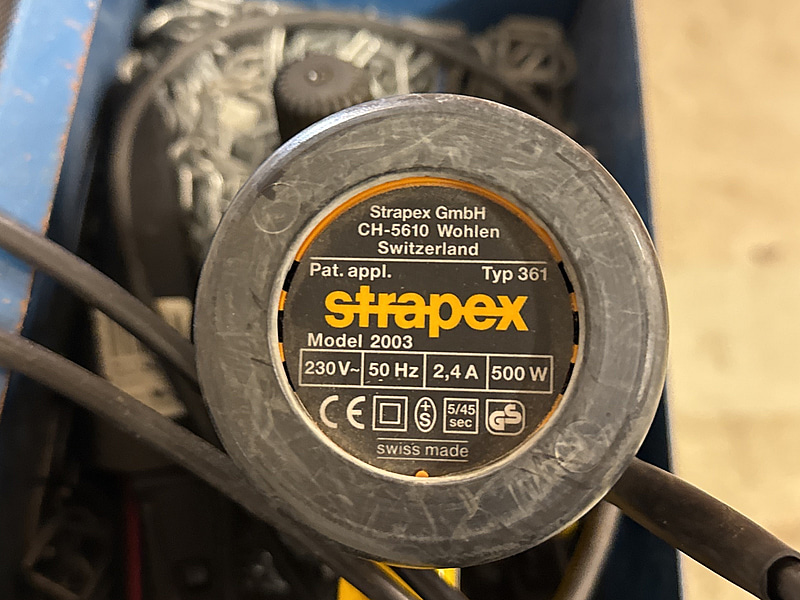 Strapex GmbH
CH-5610 Wohlen
Switzerland
Pat. appl. Typ 361
strapex
Model 2003
230V~ 50 Hz 2,4 A 500 W
CE +S 5/45 sec GS
swiss made